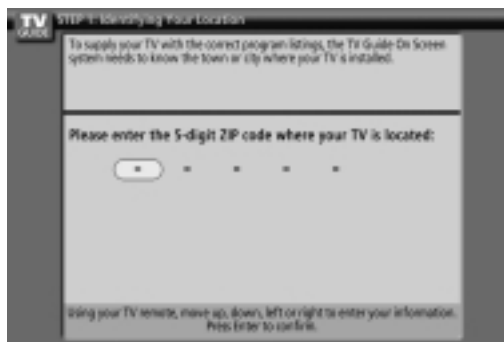 TV
GUIDE
STEP 1: Identifying Your Location
To supply your TV with the correct program listings, the TV Guide On Screen
system needs to know the town or city where your TV is installed.
Please enter the 5-digit ZIP code where your TV is located:
- - - - -
Using your TV remote, move up, down, left or right to enter your information.
Press Enter to confirm.